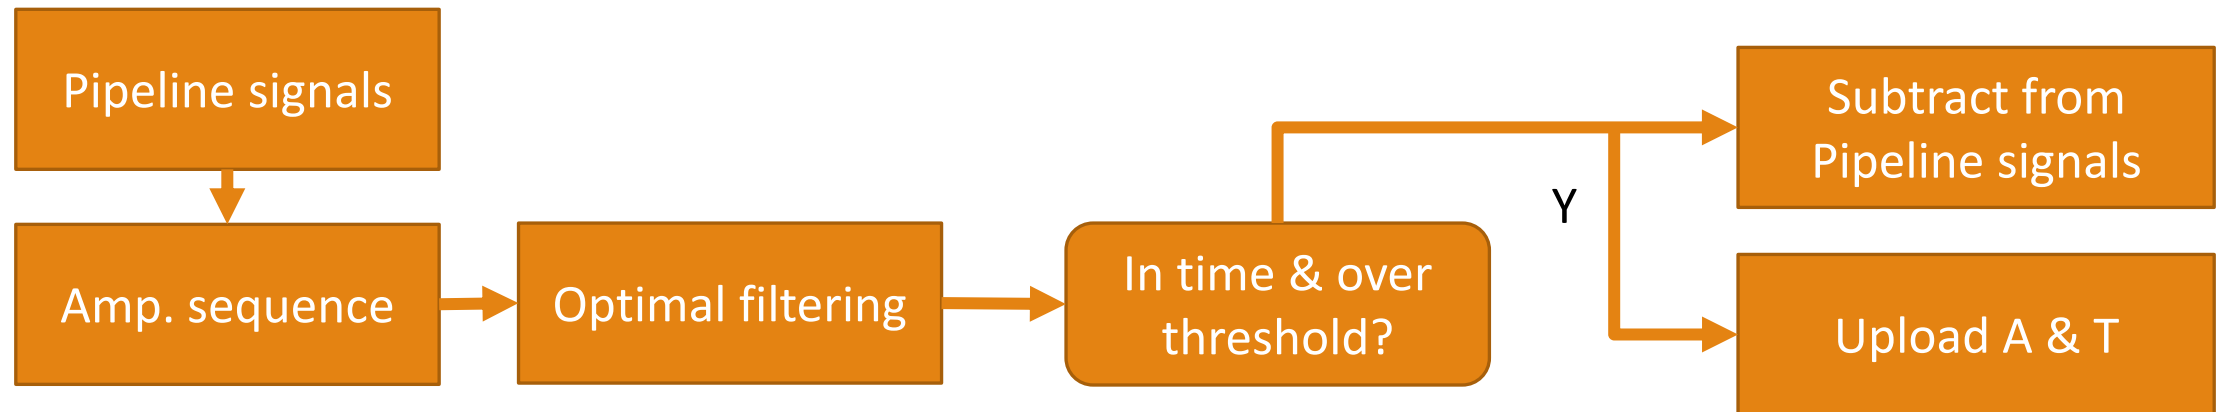 Pipeline signals
Amp. sequence
Optimal filtering
In time & over
threshold?
Y
Subtract from
Pipeline signals
Upload A & T